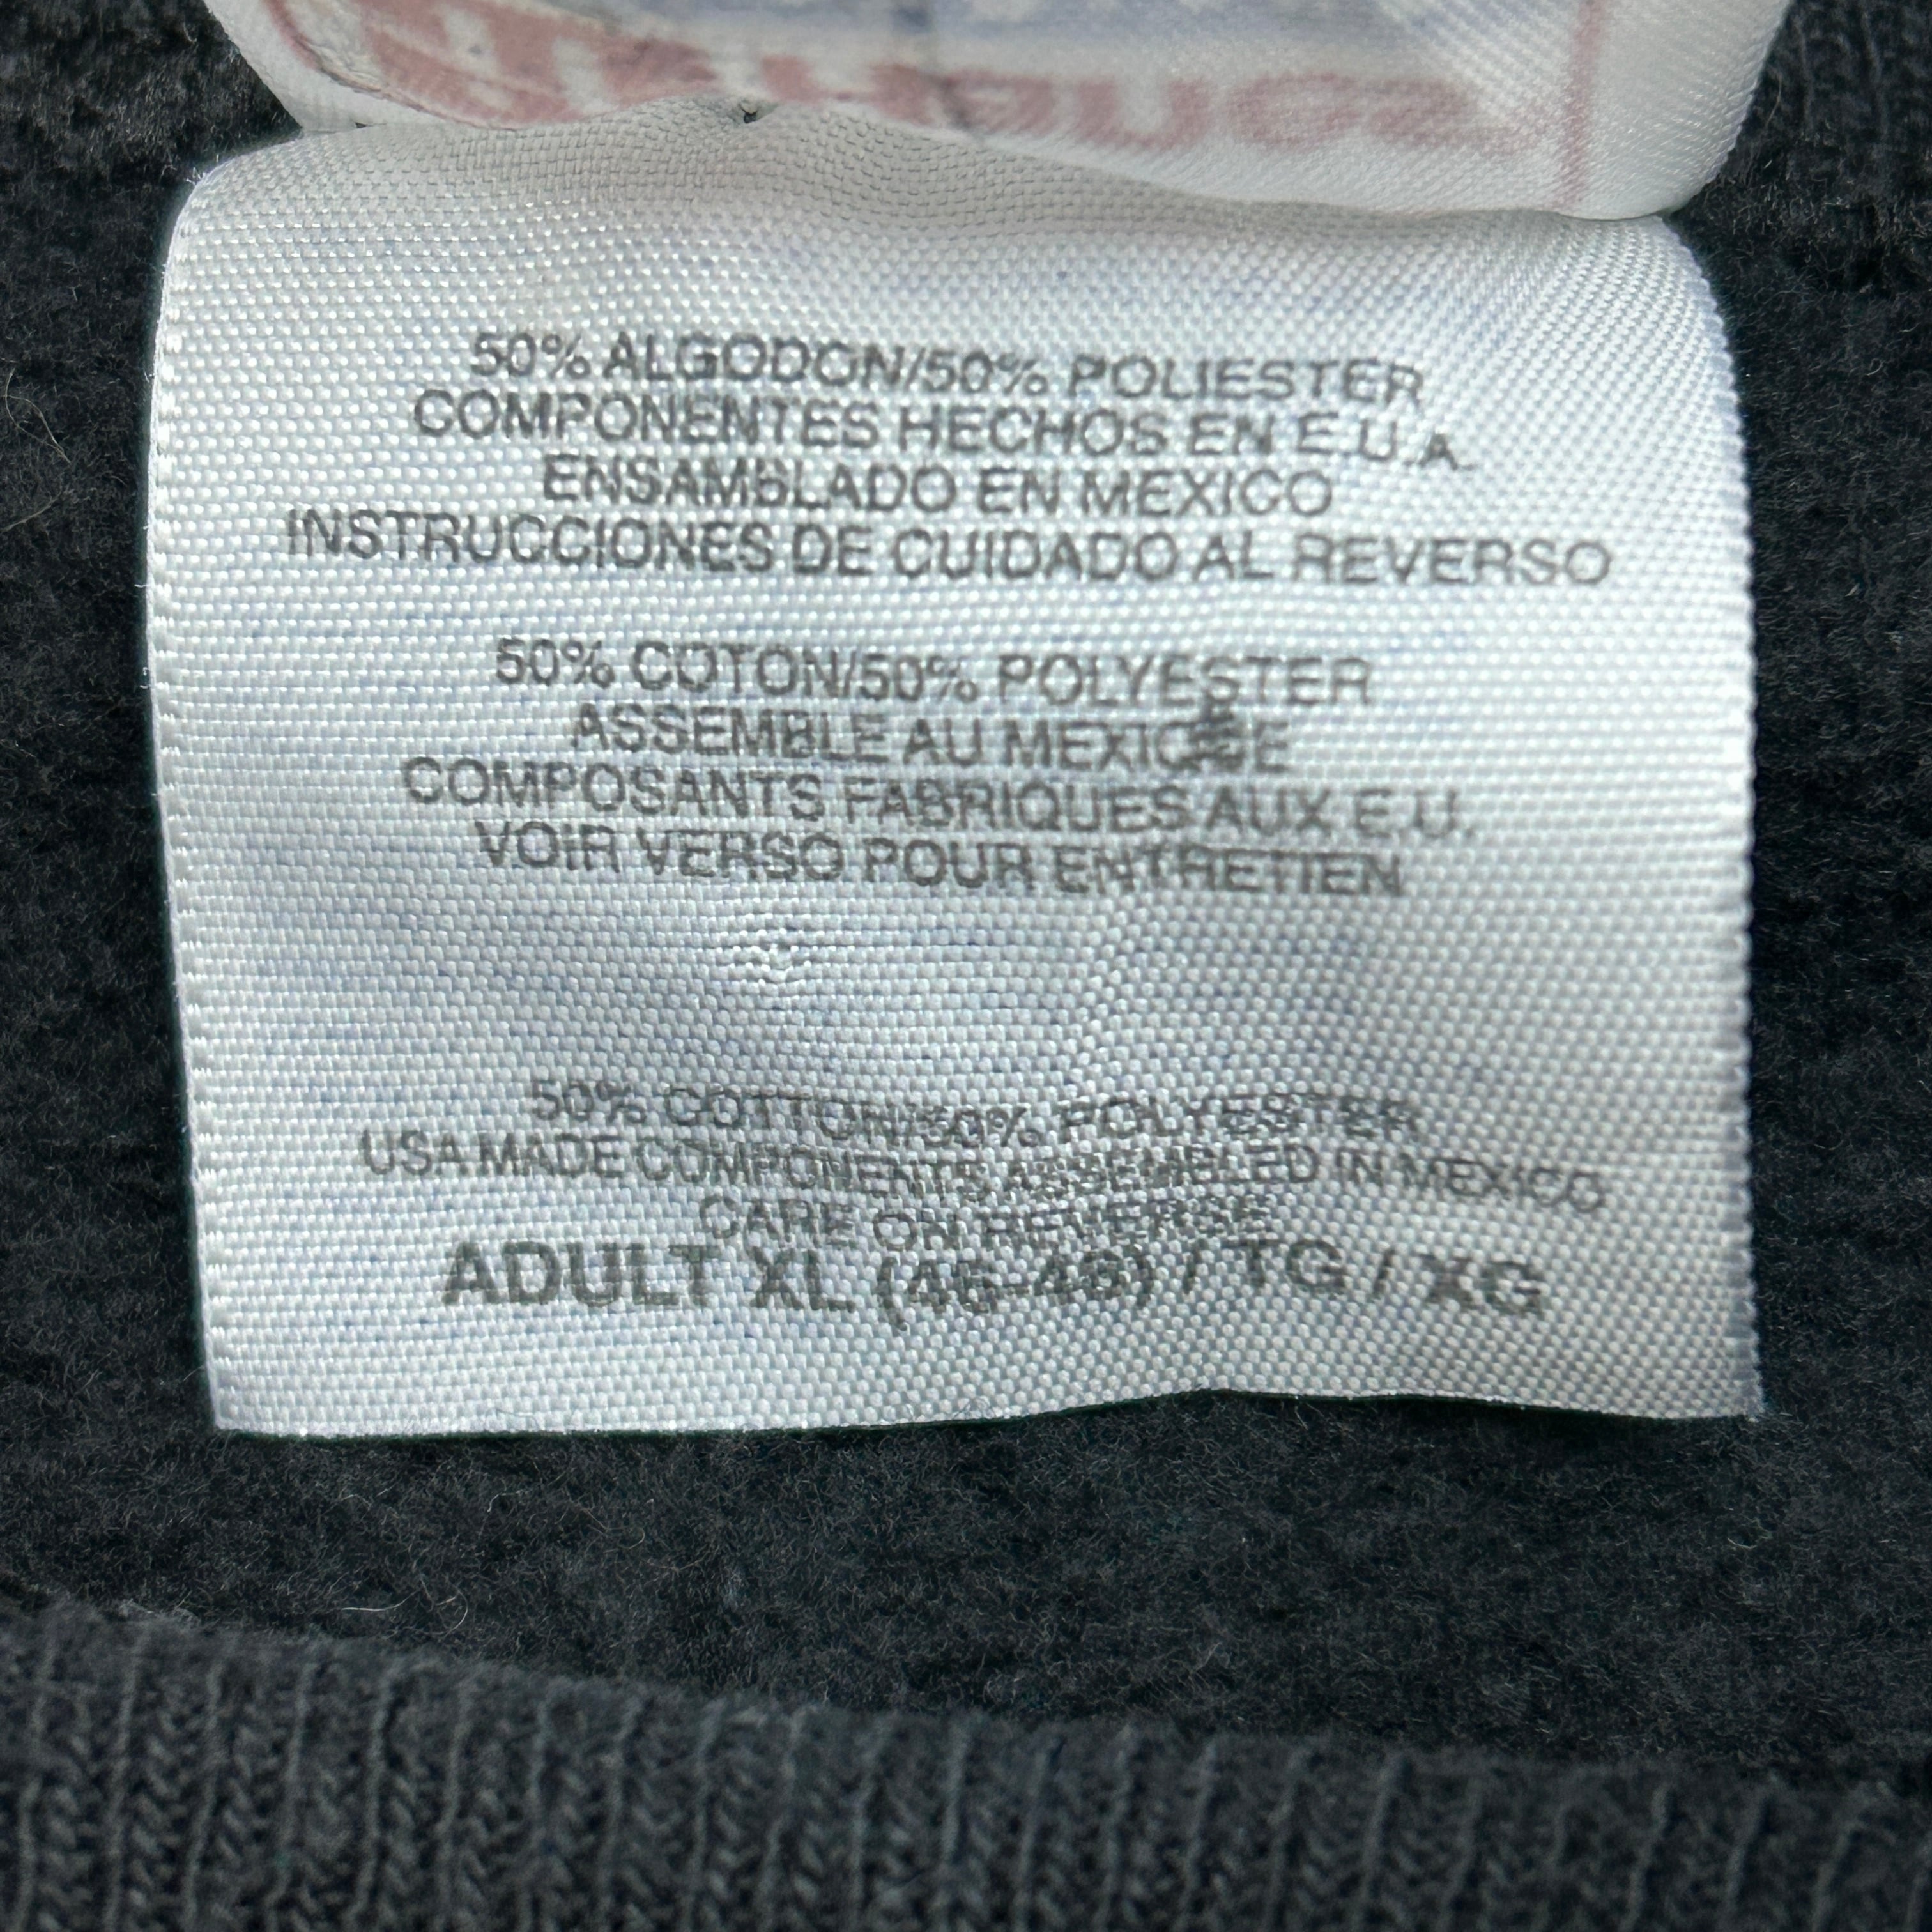 50% ALGODON/50% POLIESTER
COMPONENTES HECHOS EN E.U.A.
ENSAMBLADO EN MEXICO
INSTRUCCIONES DE CUIDADO AL REVERSO
50% COTON/50% POLYESTER
ASSEMBLE AU MEXIQUE
COMPOSANTS FABRIQUES AUX E.U.
VOIR VERSO POUR ENTRETIEN
50% COTTON/50% POLYESTER
USA MADE COMPONENTS ASSEMBLED IN MEXICO
CARE ON REVERSE
ADULT XL (46-48) / TG / XG